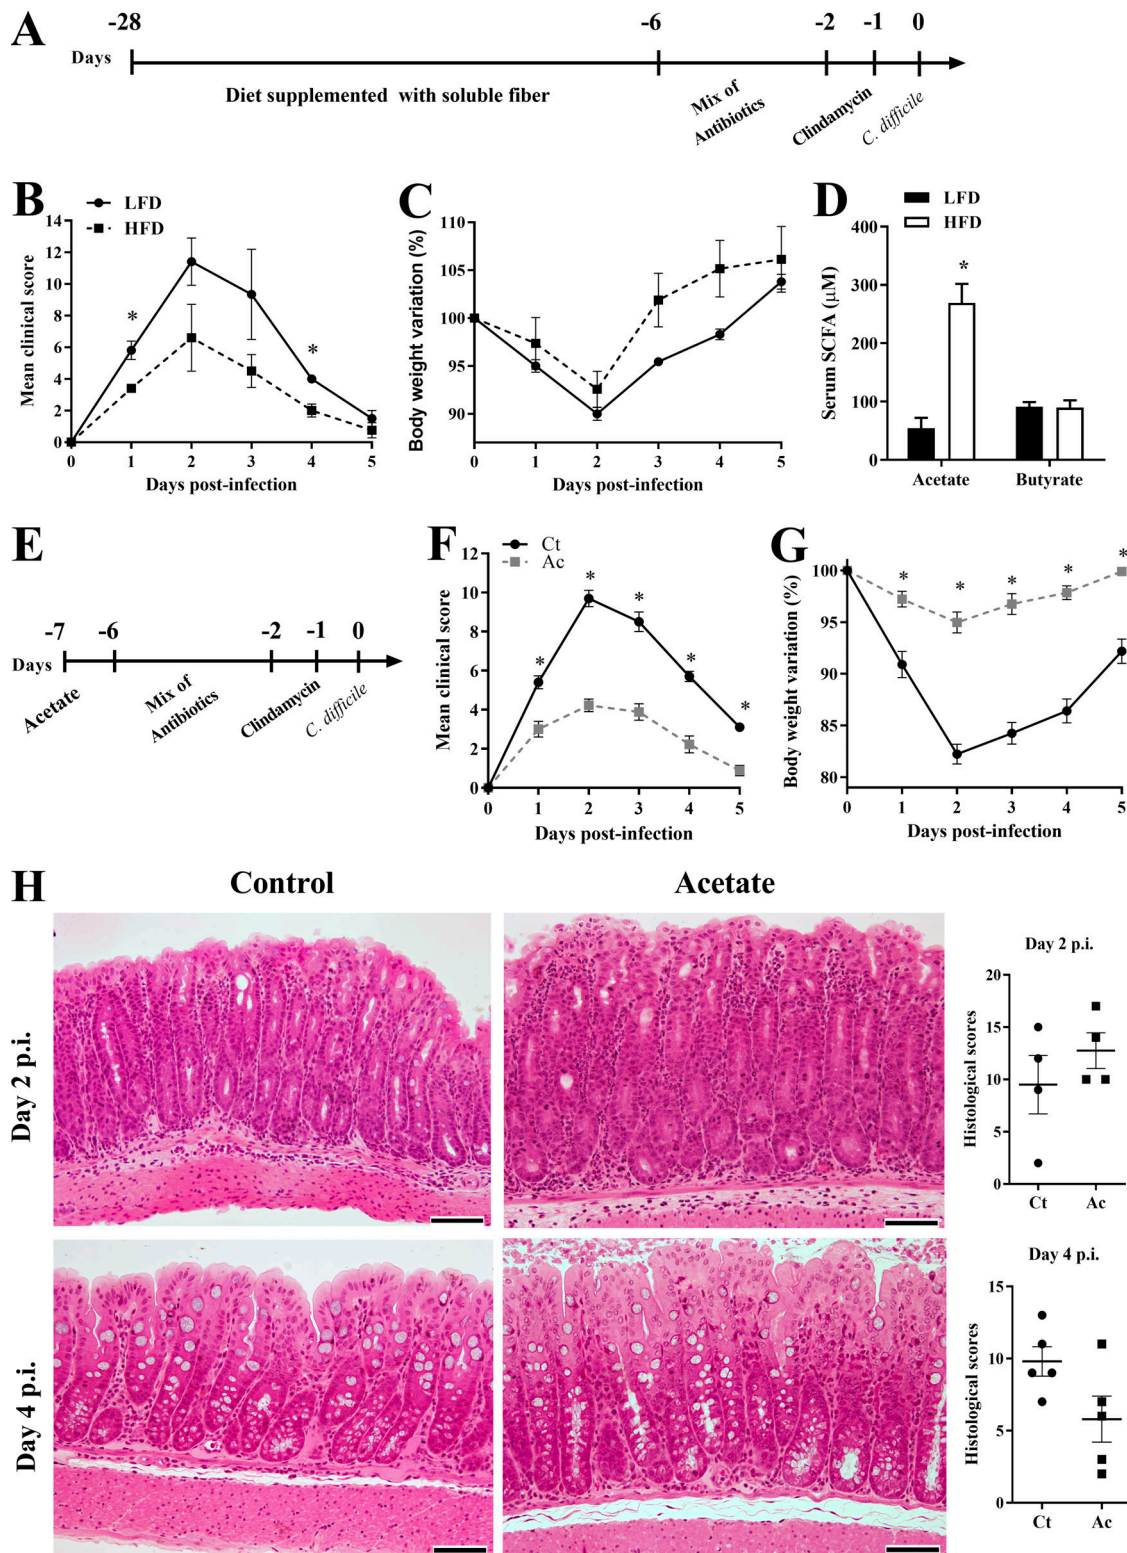 A
-28 -6 -2 -1 0
Days
Diet supplemented with soluble fiber
Mix of
Antibiotics
Clindamycin
C. difficile
B
LFD
HFD
Mean clinical score
14
12
10
8
6
4
2
0
* *
0 1 2 3 4 5
Days post-infection
C
Body weight variation (%)
110
105
100
95
90
0 1 2 3 4 5
Days post-infection
D
LFD
HFD
Serum SCFA (μM)
400
300
200
100
0
*
Acetate Butyrate
E
-7 -6 -2 -1 0
Days
Acetate
Mix of
Antibiotics
Clindamycin
C. difficile
F
Ct
Ac
Mean clinical score
12
10
8
6
4
2
0
* * * * *
0 1 2 3 4 5
Days post-infection
G
Body weight variation (%)
100
95
90
85
80
* * * * *
0 1 2 3 4 5
Days post-infection
H
Control Acetate
Day 2 p.i.
Day 2 p.i.
Histological scores
20
15
10
5
0
Ct Ac
Day 4 p.i.
Day 4 p.i.
Histological scores
15
10
5
0
Ct Ac